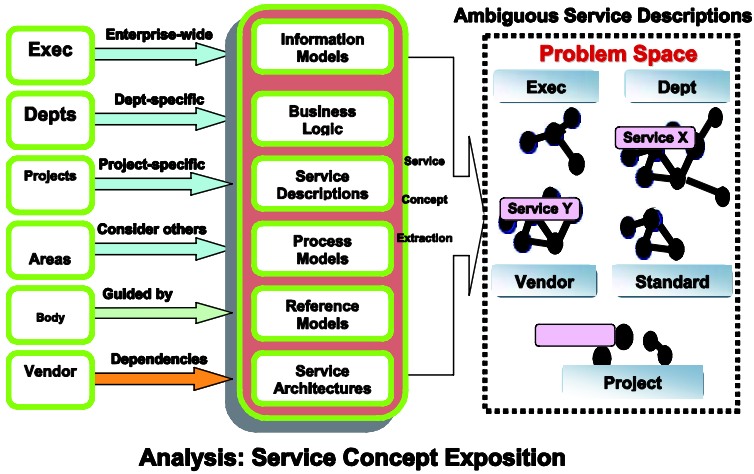 Ambiguous Service Descriptions
Exec
Enterprise-wide
Information
Models
Problem Space
Exec
Dept
Depts
Dept-specific
Business
Logic
Service X
Projects
Project-specific
Service
Descriptions
Service
Concept
Extraction
Service Y
Areas
Consider others
Process
Models
Vendor
Standard
Body
Guided by
Reference
Models
Vendor
Dependencies
Service
Architectures
Project
Analysis: Service Concept Exposition